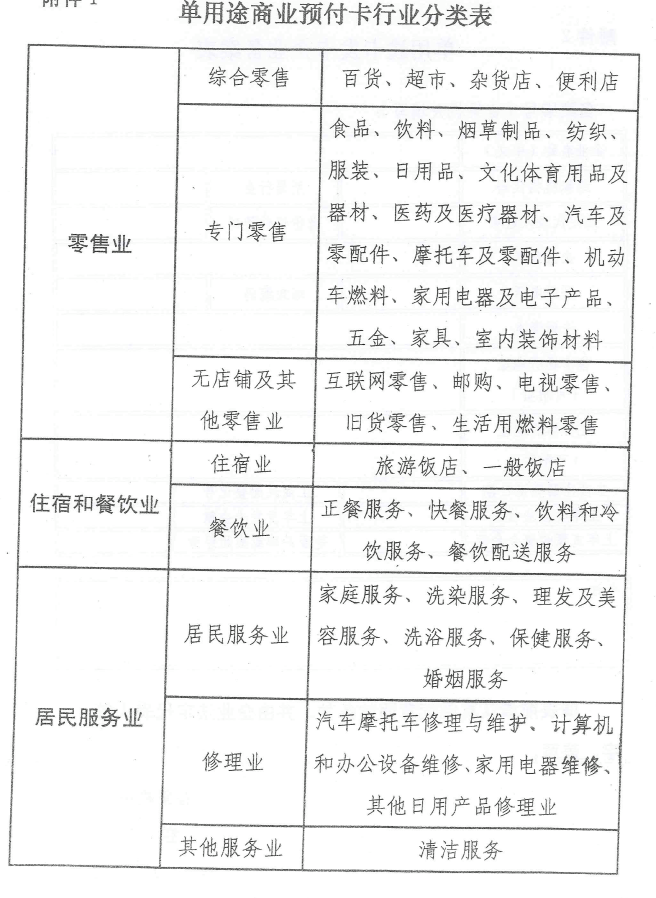 附件 1
单用途商业预付卡行业分类表
零售业
综合零售
百货、超市、杂货店、便利店
专门零售
食品、饮料、烟草制品、纺织、
服装、日用品、文化体育用品及
器材、医药及医疗器材、汽车及
零配件、摩托车及零配件、机动
车燃料、家用电器及电子产品、
五金、家具、室内装饰材料
无店铺及其
他零售业
互联网零售、邮购、电视零售、
旧货零售、生活用燃料零售
住宿和餐饮业
住宿业
旅游饭店、一般饭店
餐饮业
正餐服务、快餐服务、饮料和冷
饮服务、餐饮配送服务
居民服务业
居民服务业
家庭服务、洗染服务、理发及美
容服务、洗浴服务、保健服务、
婚姻服务
修理业
汽车摩托车修理与维护、计算机
和办公设备维修、家用电器维修、
其他日用产品修理业
其他服务业
清洁服务